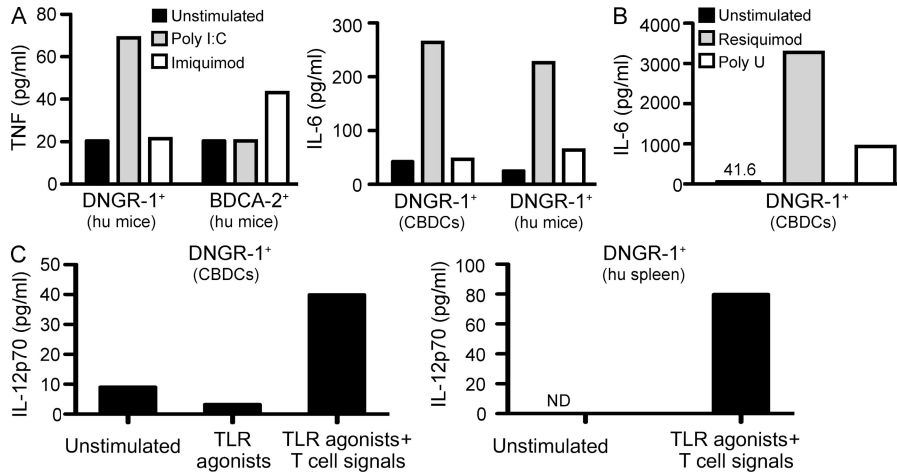 A
TNF (pg/ml)
80
60
40
20
0
Unstimulated
Poly I:C
Imiquimod
DNGR-1⁺
(hu mice)
BDCA-2⁺
(hu mice)
IL-6 (pg/ml)
300
200
100
0
DNGR-1⁺
(CBDCs)
DNGR-1⁺
(hu mice)
B
IL-6 (pg/ml)
4000
3000
2000
1000
0
Unstimulated
Resiquimod
Poly U
41.6
DNGR-1⁺
(CBDCs)
C
DNGR-1⁺
(CBDCs)
IL-12p70 (pg/ml)
50
40
30
20
10
0
Unstimulated
TLR
agonists
TLR agonists+
T cell signals
DNGR-1⁺
(hu spleen)
IL-12p70 (pg/ml)
100
80
60
40
20
0
ND
Unstimulated
TLR agonists+
T cell signals